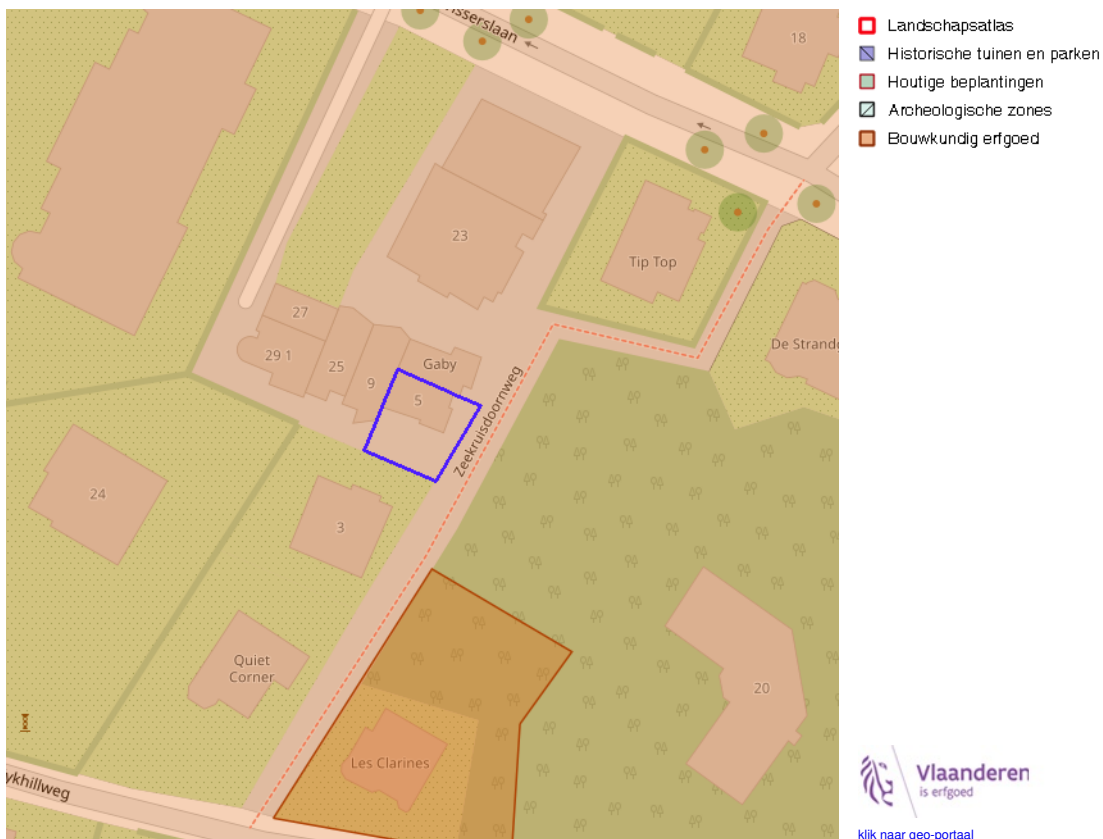 sserslaan
18
23
Tip Top
De Strand
27
29 1
25
9
Gaby
5
Zeekruisdoornweg
24
3
Quiet
Corner
20
Les Clarines
ykhillweg
Landschapsatlas
Historische tuinen en parken
Houtige beplantingen
Archeologische zones
Bouwkundig erfgoed
Vlaanderen
is erfgoed
klik naar geo-portaal